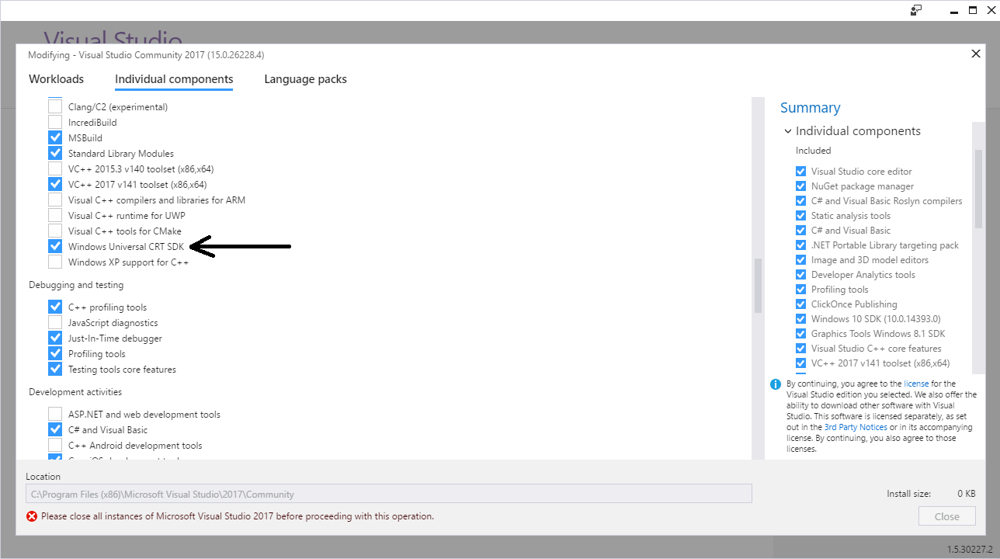 Visual Studio
Modifying - Visual Studio Community 2017 (15.0.26228.4)
Workloads
Individual components
Language packs
Clang/C2 (experimental)
IncrediBuild
MSBuild
Standard Library Modules
VC++ 2015.3 v140 toolset (x86,x64)
VC++ 2017 v141 toolset (x86,x64)
Visual C++ compilers and libraries for ARM
Visual C++ runtime for UWP
Visual C++ tools for CMake
Windows Universal CRT SDK
Windows XP support for C++
Debugging and testing
C++ profiling tools
JavaScript diagnostics
Just-In-Time debugger
Profiling tools
Testing tools core features
Development activities
ASP.NET and web development tools
C# and Visual Basic
C++ Android development tools
Summary
Individual components
Included
Visual Studio core editor
NuGet package manager
C# and Visual Basic Roslyn compilers
Static analysis tools
C# and Visual Basic
.NET Portable Library targeting pack
Image and 3D model editors
Developer Analytics tools
Profiling tools
ClickOnce Publishing
Windows 10 SDK (10.0.14393.0)
Graphics Tools Windows 8.1 SDK
Visual Studio C++ core features
VC++ 2017 v141 toolset (x86,x64)
By continuing, you agree to the license for the
Visual Studio edition you selected. We also offer the
ability to download other software with Visual
Studio. This software is licensed separately, as set
out in the 3rd Party Notices or in its accompanying
license. By continuing, you also agree to those
licenses.
Location
C:\Program Files (x86)\Microsoft Visual Studio\2017\Community
Install size: 0 KB
Please close all instances of Microsoft Visual Studio 2017 before proceeding with this operation.
Close
1.5.30227.2